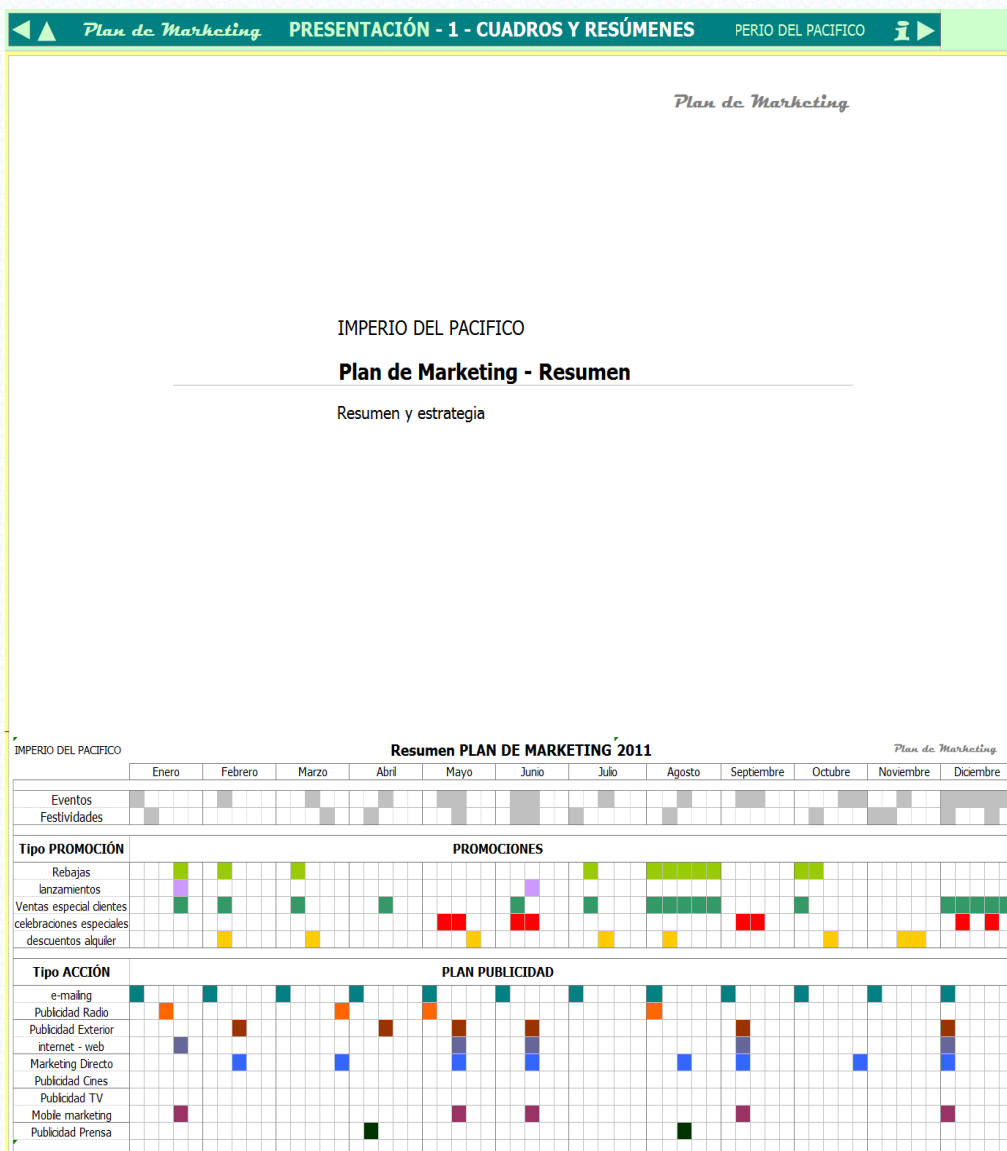 Plan de Marketing PRESENTACIÓN - 1 - CUADROS Y RESÚMENES PERIO DEL PACIFICO i
Plan de Marketing
IMPERIO DEL PACIFICO
Plan de Marketing - Resumen
Resumen y estrategia
IMPERIO DEL PACIFICO Resumen PLAN DE MARKETING 2011 Plan de Marketing
Enero Febrero Marzo Abril Mayo Junio Julio Agosto Septiembre Octubre Noviembre Diciembre
Eventos
Festividades
Tipo PROMOCIÓN PROMOCIONES
Rebajas
lanzamientos
Ventas especial clientes
celebraciones especiales
descuentos alquiler
Tipo ACCIÓN PLAN PUBLICIDAD
e-mailing
Publicidad Radio
Publicidad Exterior
internet - web
Marketing Directo
Publicidad Cines
Publicidad TV
Mobile marketing
Publicidad Prensa